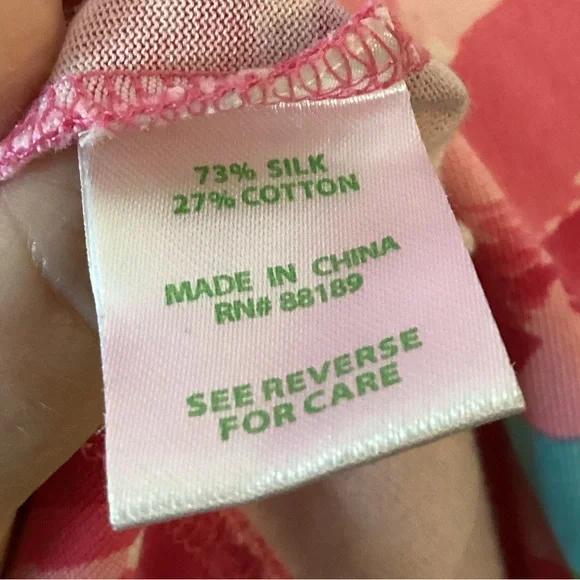 73% SILK
27% COTTON
MADE IN CHINA
RN# 88189
SEE REVERSE
FOR CARE